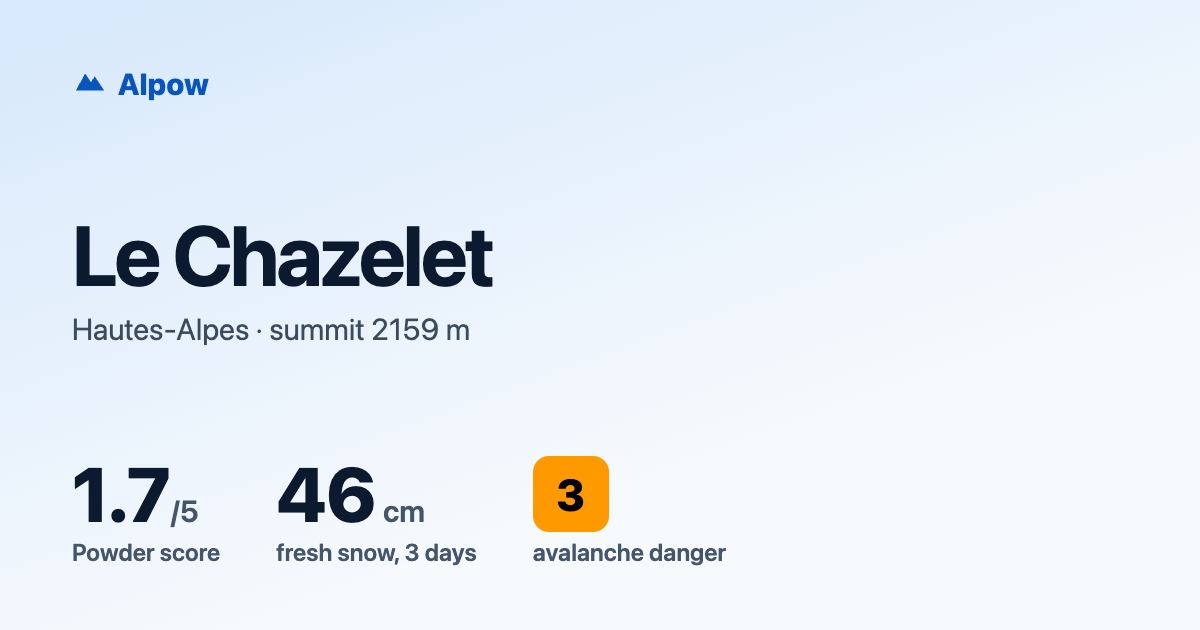 Alpow
Le Chazelet
Hautes-Alpes · summit 2159 m
1.7/5
46 cm
3
Powder score
fresh snow, 3 days
avalanche danger